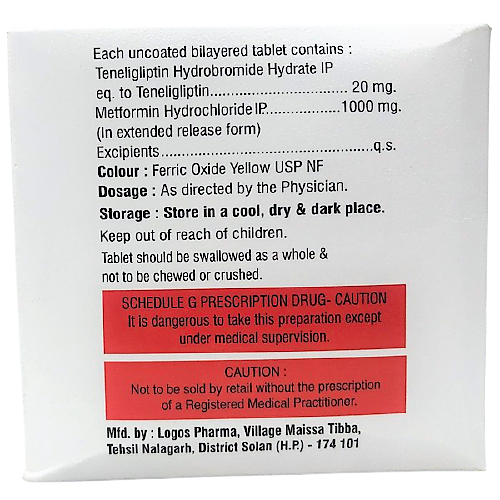 Each uncoated bilayered tablet contains :
Teneligliptin Hydrobromide Hydrate IP
eq. to Teneligliptin.................................. 20 mg.
Metformin Hydrochloride IP.................1000 mg.
(In extended release form)
Excipients...............................................q.s.
Colour : Ferric Oxide Yellow USP NF
Dosage : As directed by the Physician.
Storage : Store in a cool, dry & dark place.
Keep out of reach of children.
Tablet should be swallowed as a whole &
not to be chewed or crushed.
SCHEDULE G PRESCRIPTION DRUG- CAUTION
It is dangerous to take this preparation except
under medical supervision.
CAUTION :
Not to be sold by retail without the prescription
of a Registered Medical Practitioner.
Mfd. by : Logos Pharma, Village Maissa Tibba,
Tehsil Nalagarh, District Solan (H.P.) - 174 101